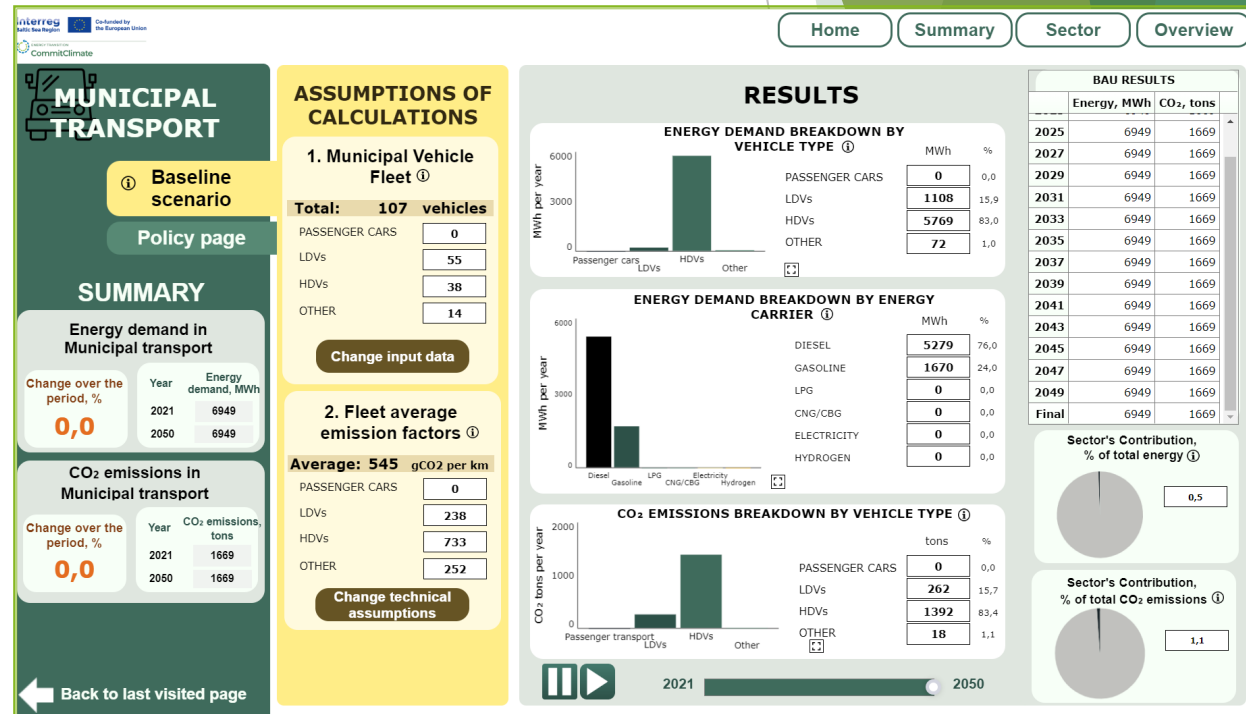 Interreg
Baltic Sea Region
Co-funded by
the European Union
ENERGY TRANSITION
CommitClimate
Home
Summary
Sector
Overview
MUNICIPAL
TRANSPORT
Baseline
scenario
Policy page
SUMMARY
Energy demand in
Municipal transport
Change over the
period, %
0,0
Year Energy
demand, MWh
2021 6949
2050 6949
CO₂ emissions in
Municipal transport
Change over the
period, %
0,0
Year CO₂ emissions,
tons
2021 1669
2050 1669
Back to last visited page
ASSUMPTIONS OF
CALCULATIONS
1. Municipal Vehicle
Fleet
Total: 107 vehicles
PASSENGER CARS 0
LDVs 55
HDVs 38
OTHER 14
Change input data
2. Fleet average
emission factors
Average: 545 gCO2 per km
PASSENGER CARS 0
LDVs 238
HDVs 733
OTHER 252
Change technical
assumptions
RESULTS
ENERGY DEMAND BREAKDOWN BY
VEHICLE TYPE
MWh per year
6000
3000
0
Passenger cars
LDVs
HDVs
Other
MWh %
PASSENGER CARS 0 0,0
LDVs 1108 15,9
HDVs 5769 83,0
OTHER 72 1,0
ENERGY DEMAND BREAKDOWN BY ENERGY
CARRIER
MWh per year
6000
3000
0
Diesel
Gasoline
LPG
CNG/CBG
Electricity
Hydrogen
MWh %
DIESEL 5279 76,0
GASOLINE 1670 24,0
LPG 0 0,0
CNG/CBG 0 0,0
ELECTRICITY 0 0,0
HYDROGEN 0 0,0
CO₂ EMISSIONS BREAKDOWN BY VEHICLE TYPE
CO₂ tons per year
2000
1000
0
Passenger transport
LDVs
HDVs
Other
tons %
PASSENGER CARS 0 0,0
LDVs 262 15,7
HDVs 1392 83,4
OTHER 18 1,1
2021
2050
BAU RESULTS
Energy, MWh CO₂, tons
2025 6949 1669
2027 6949 1669
2029 6949 1669
2031 6949 1669
2033 6949 1669
2035 6949 1669
2037 6949 1669
2039 6949 1669
2041 6949 1669
2043 6949 1669
2045 6949 1669
2047 6949 1669
2049 6949 1669
Final 6949 1669
Sector's Contribution,
% of total energy
0,5
Sector's Contribution,
% of total CO₂ emissions
1,1